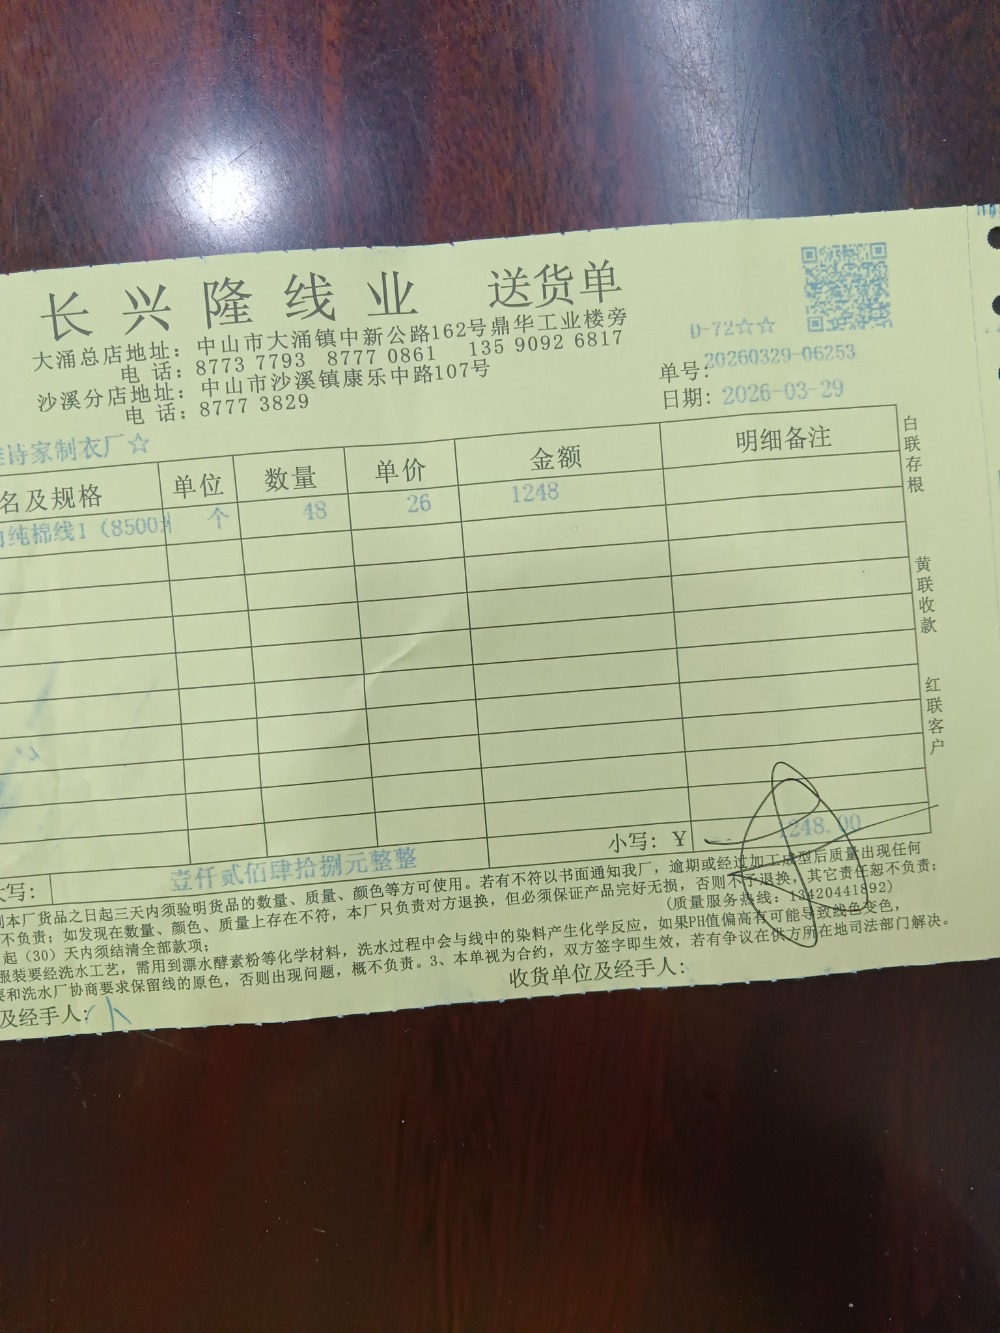 长兴隆线业 送货单
大涌总店地址：中山市大涌镇中新公路162号鼎华工业楼旁
电 话：8773 7793 8777 0861 135 9092 6817
沙溪分店地址：中山市沙溪镇康乐中路107号
电 话：8777 3829
D-72☆☆
单号：20260329-06253
日期：2026-03-29
诗家制衣厂☆
名及规格 单位 数量 单价 金额 明细备注
纯棉线1（8500 个 48 26 1248
白联存根
黄联收款
红联客户
写： 壹仟贰佰肆拾捌元整整 小写：¥ 1248.00
本厂货品之日起三天内须验明货品的数量、质量、颜色等方可使用。若有不符以书面通知我厂，逾期或经过加工成型后质量出现任何
不负责；如发现在数量、颜色、质量上存在不符，本厂只负责对方退换，但必须保证产品完好无损，否则不予退换，其它责任恕不负责；
起（30）天内须结清全部款项； （质量服务热线：13420441892）
服装要经洗水工艺，需用到漂水酵素粉等化学材料，洗水过程中会与线中的染料产生化学反应，如果PH值偏高有可能导致线色变色，
和洗水厂协商要求保留线的原色，否则出现问题，概不负责。3、本单视为合约，双方签字即生效，若有争议在供方所在地司法部门解决。
及经手人： 收货单位及经手人：